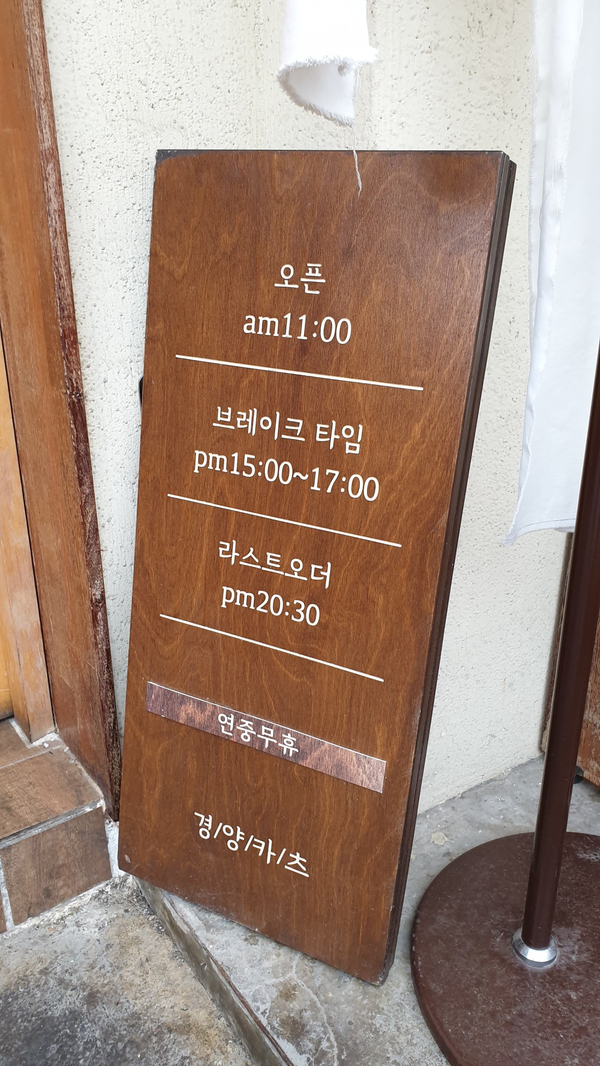 오픈
am11:00
브레이크 타임
pm15:00~17:00
라스트오더
pm20:30
연중무휴
경/양/카/츠